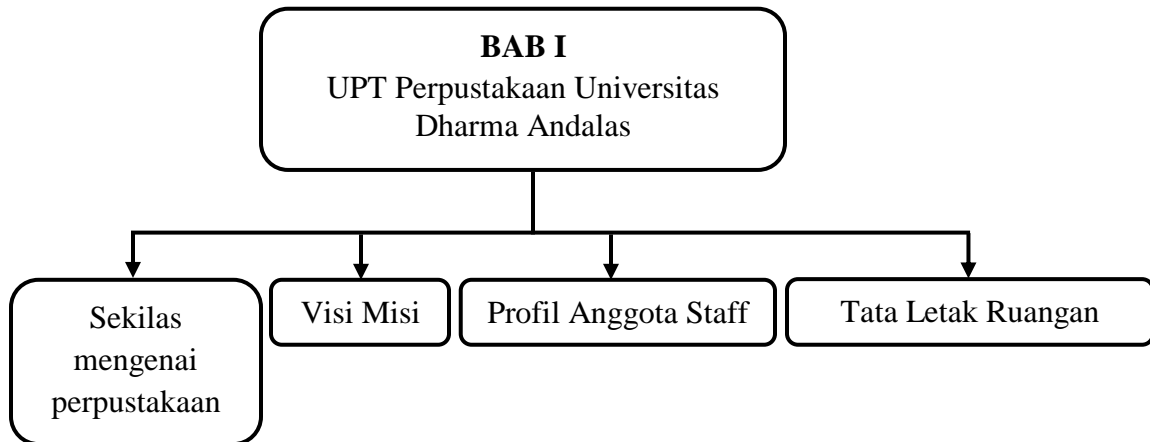 BAB I
UPT Perpustakaan Universitas
Dharma Andalas
Sekilas
mengenai
perpustakaan
Visi Misi
Profil Anggota Staff
Tata Letak Ruangan